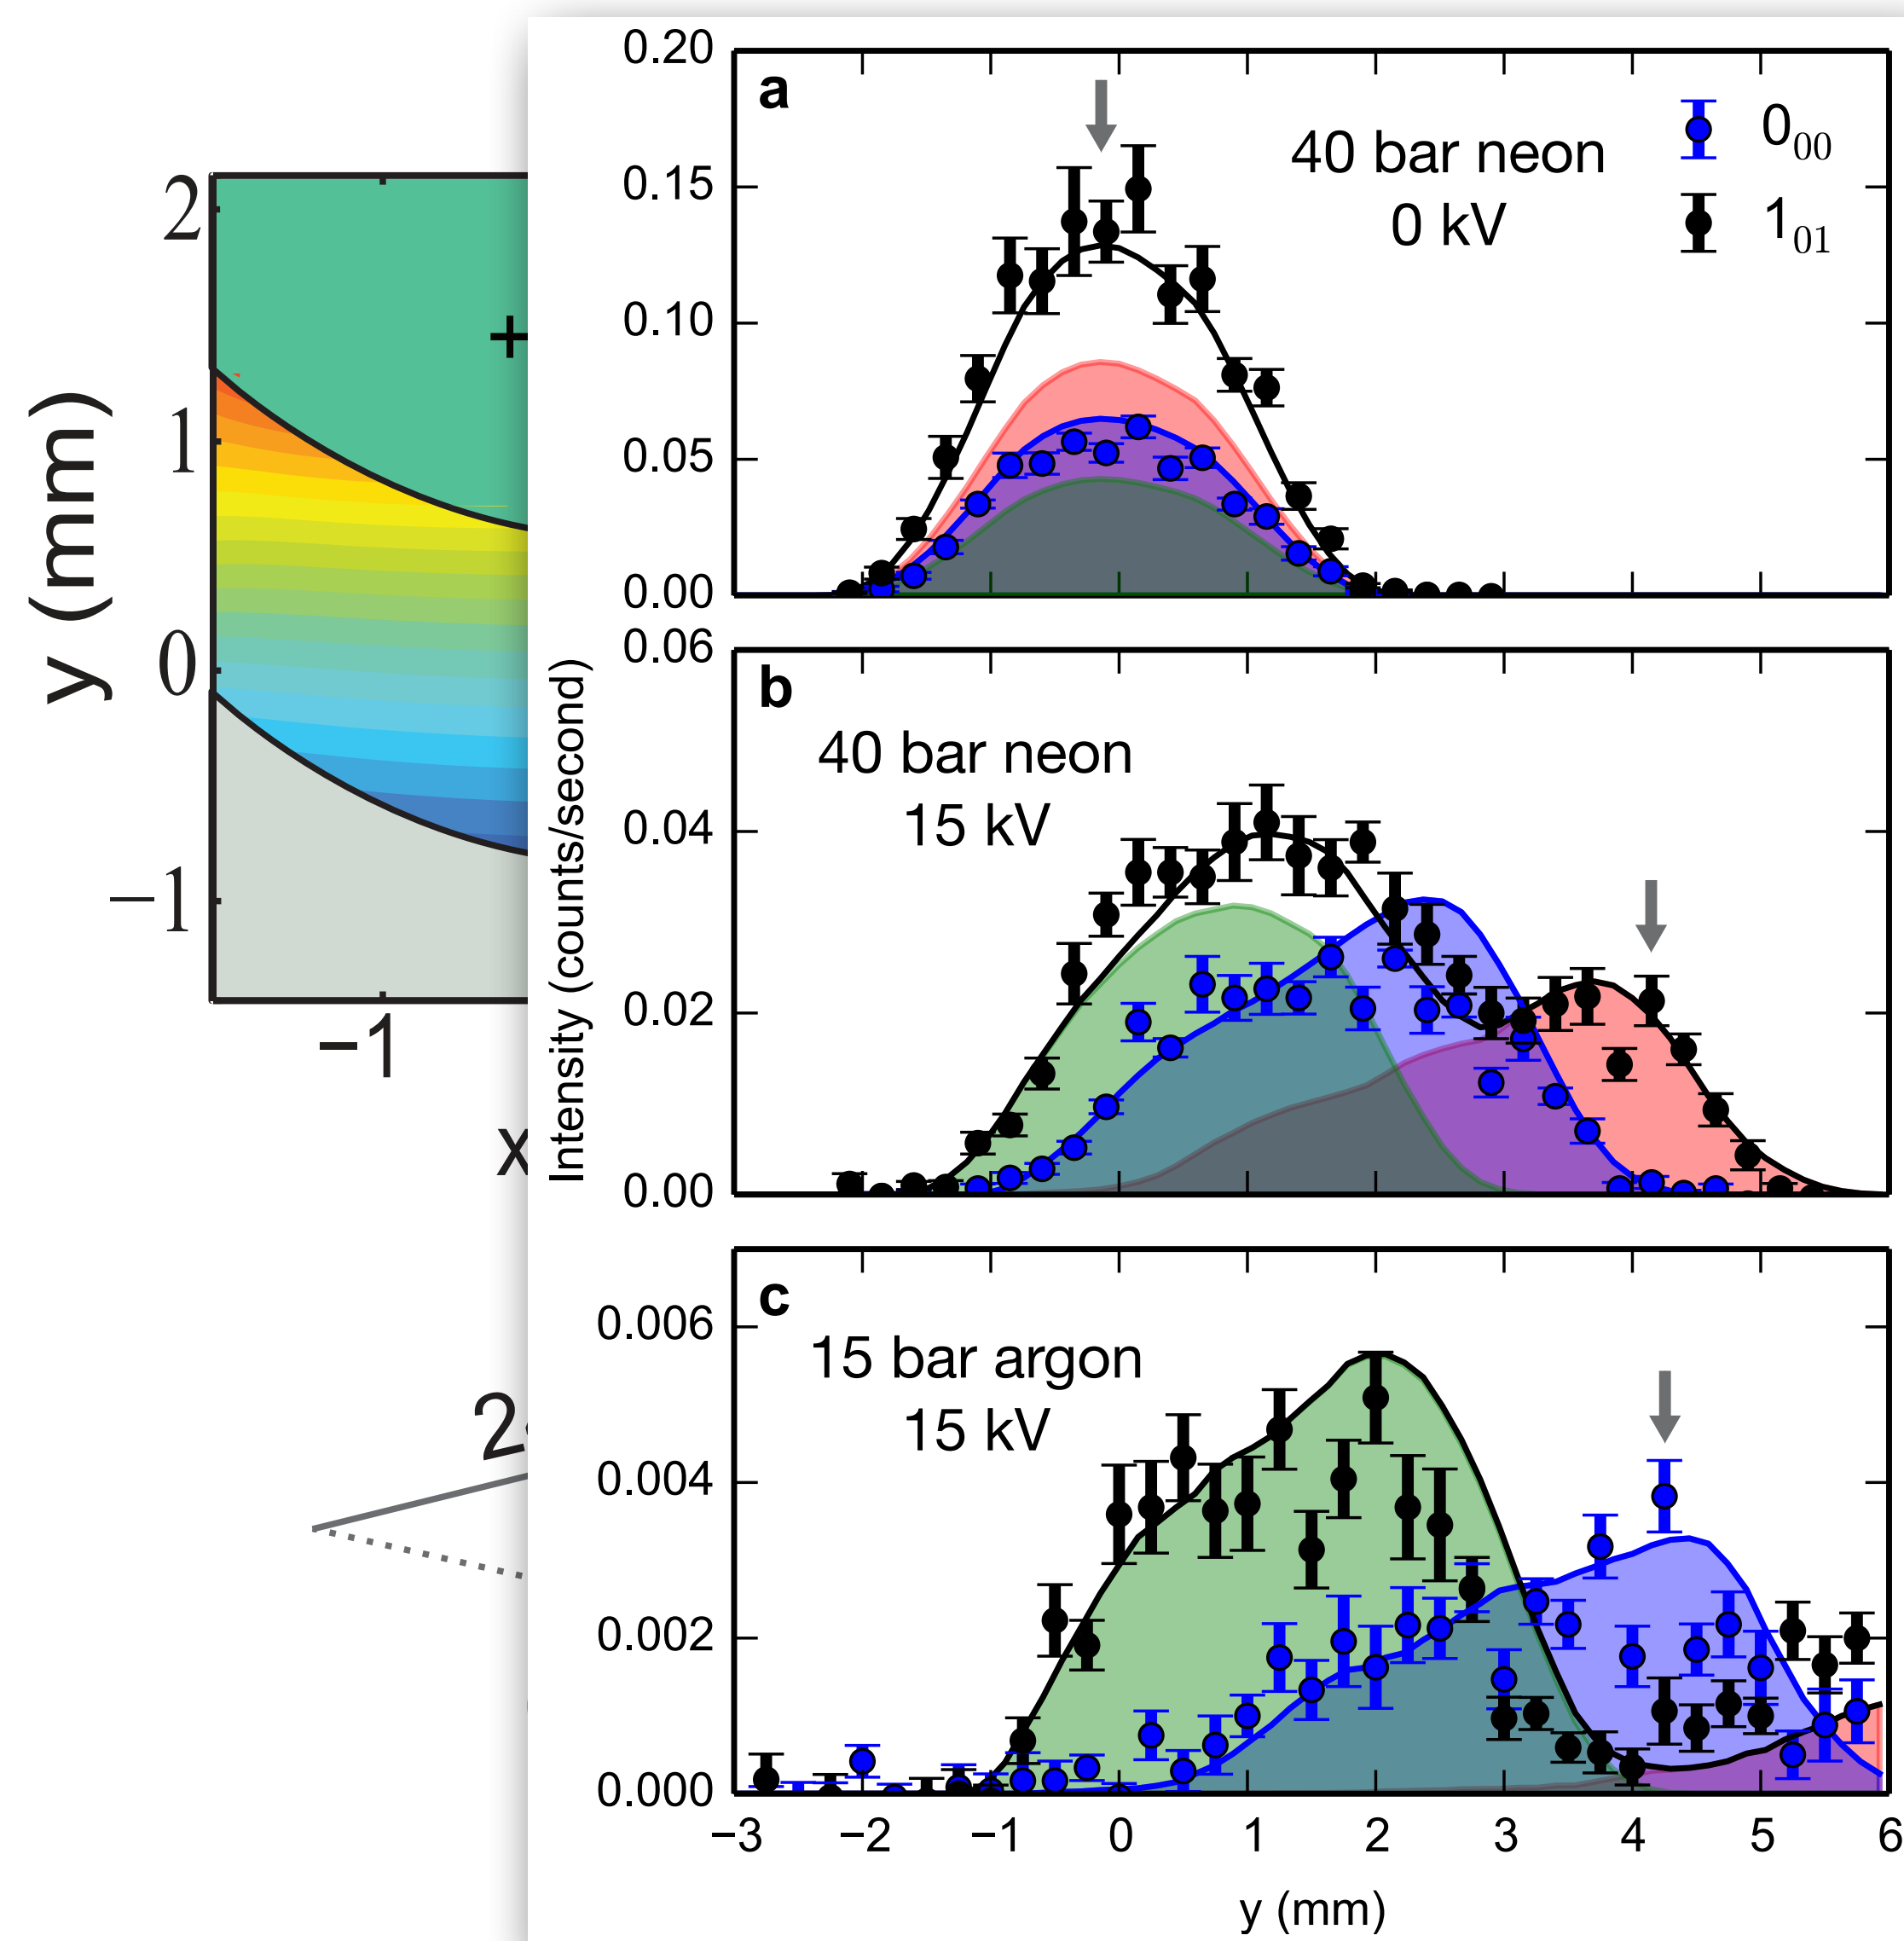 2
1
0
−1
y (mm)
+
−1
x
2
Intensity (counts/second)
0.20
0.15
0.10
0.05
0.00
a
40 bar neon
0 kV
0₀₀
1₀₁
0.06
0.04
0.02
0.00
b
40 bar neon
15 kV
0.006
0.004
0.002
0.000
c
15 bar argon
15 kV
−3 −2 −1 0 1 2 3 4 5 6
y (mm)